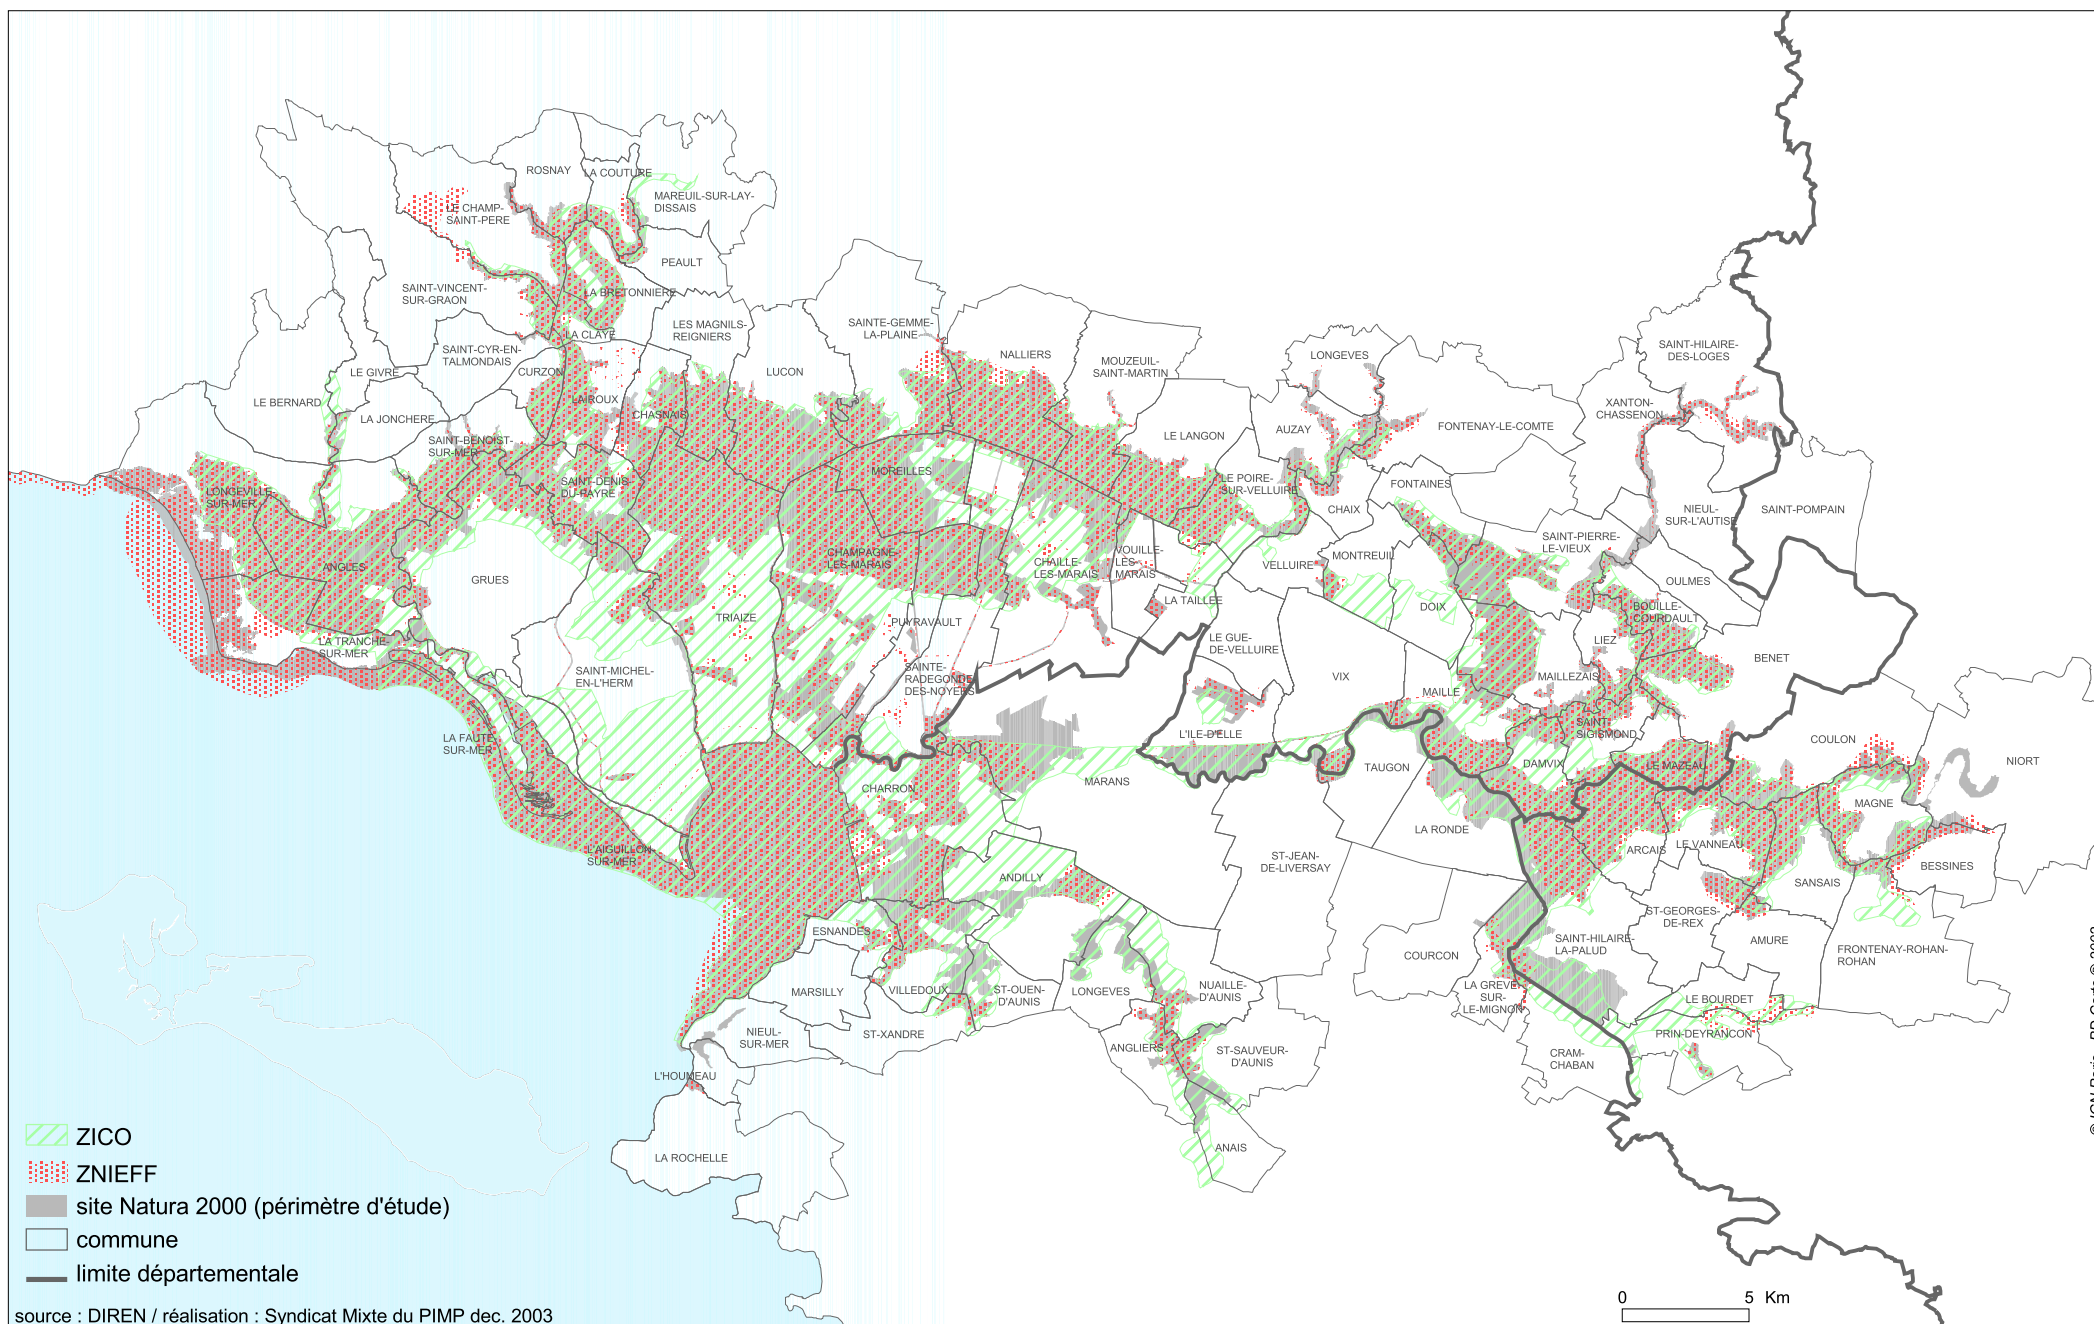 ROSNAY
LA COUTURE
MAREUIL-SUR-LAY-
DISSAIS
LE CHAMP-
SAINT-PERE
PEAULT
SAINT-VINCENT-
SUR-GRAON
LA BRETONNIERE
LA CLAYE
LES MAGNILS-
REIGNIERS
SAINTE-GEMME-
LA-PLAINE
NALLIERS
MOUZEUIL-
SAINT-MARTIN
LONGEVES
SAINT-HILAIRE-
DES-LOGES
SAINT-CYR-EN-
TALMONDAIS
LE GIVRE
CURZON
LUCON
LE BERNARD
LA JONCHERE
LAIROUX
CHASNAIS
XANTON-
CHASSENON
AUZAY
LE LANGON
FONTENAY-LE-COMTE
SAINT-BENOIST-
SUR-MER
MOREILLES
LE POIRE-
SUR-VELLUIRE
FONTAINES
LONGEVILLE-
SUR-MER
SAINT-DENIS
DU-PAYRE
CHAIX
NIEUL-
SUR-L'AUTISE
SAINT-POMPAIN
SAINT-PIERRE-
LE-VIEUX
ANGLES
GRUES
CHAMPAGNE-
LES-MARAIS
CHAILLE-
LES-MARAIS
VOUILLE-
LES-
MARAIS
VELLUIRE
MONTREUIL
OULMES
LA TAILLEE
DOIX
BOUILLE-
COURDAULT
TRIAIZE
PUYRAVAULT
LA TRANCHE-
SUR-MER
LE GUE-
DE-VELLUIRE
LIEZ
BENET
SAINT-MICHEL-
EN-L'HERM
SAINTE-
RADEGONDE-
DES-NOYERS
VIX
MAILLE
MAILLEZAIS
LA FAUTE-
SUR-MER
L'ILE-D'ELLE
SAINT-
SIGISMOND
COULON
NIORT
MARANS
TAUGON
DAMVIX
LE MAZEAU
CHARRON
MAGNE
LA RONDE
L'AIGUILLON-
SUR-MER
ST-JEAN-
DE-LIVERSAY
ARCAIS
LE VANNEAU
BESSINES
ANDILLY
SANSAIS
ST-GEORGES-
DE-REX
ESNANDES
SAINT-HILAIRE-
LA-PALUD
AMURE
FRONTENAY-ROHAN-
ROHAN
COURCON
MARSILLY
VILLEDOUX
ST-OUEN-
D'AUNIS
LONGEVES
NUAILLE-
D'AUNIS
LA GREVE-
SUR-
LE-MIGNON
LE BOURDET
NIEUL-
SUR-MER
ST-XANDRE
ANGLIERS
ST-SAUVEUR-
D'AUNIS
CRAM-
CHABAN
PRIN-DEYRANCON
L'HOUMEAU
LA ROCHELLE
ANAIS
ZICO
ZNIEFF
site Natura 2000 (périmètre d'étude)
commune
limite départementale
source : DIREN / réalisation : Syndicat Mixte du PIMP dec. 2003
0 5 Km